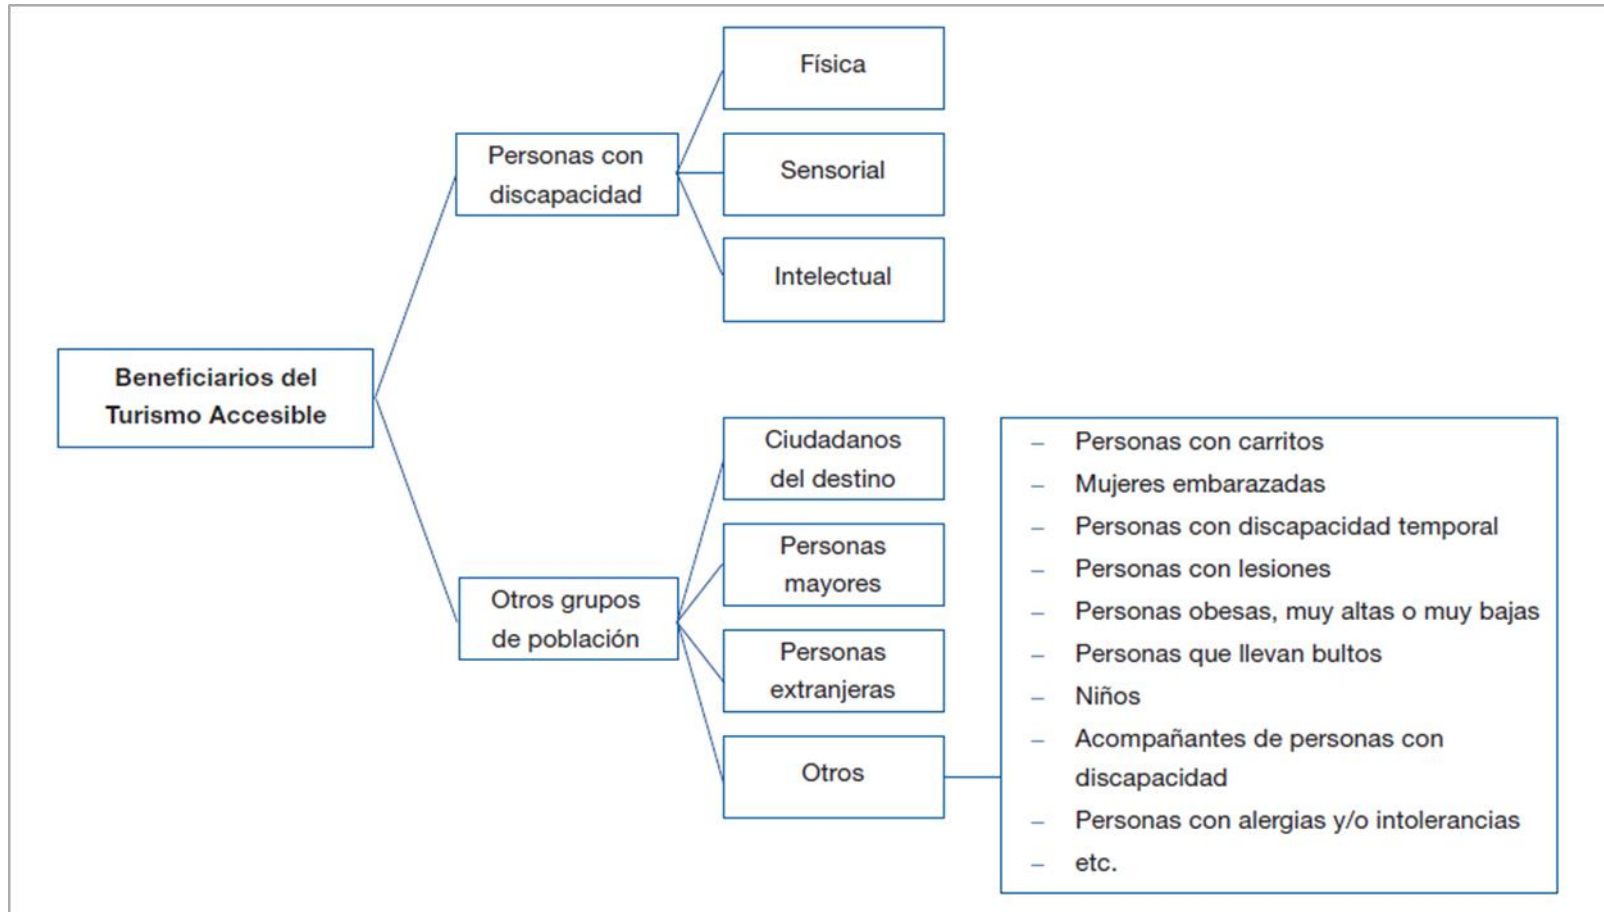 Física
Personas con
discapacidad
Sensorial
Intelectual
Beneficiarios del
Turismo Accesible
Ciudadanos
del destino
Personas
mayores
Otros grupos
de población
Personas
extranjeras
Otros
– Personas con carritos
– Mujeres embarazadas
– Personas con discapacidad temporal
– Personas con lesiones
– Personas obesas, muy altas o muy bajas
– Personas que llevan bultos
– Niños
– Acompañantes de personas con
discapacidad
– Personas con alergias y/o intolerancias
– etc.